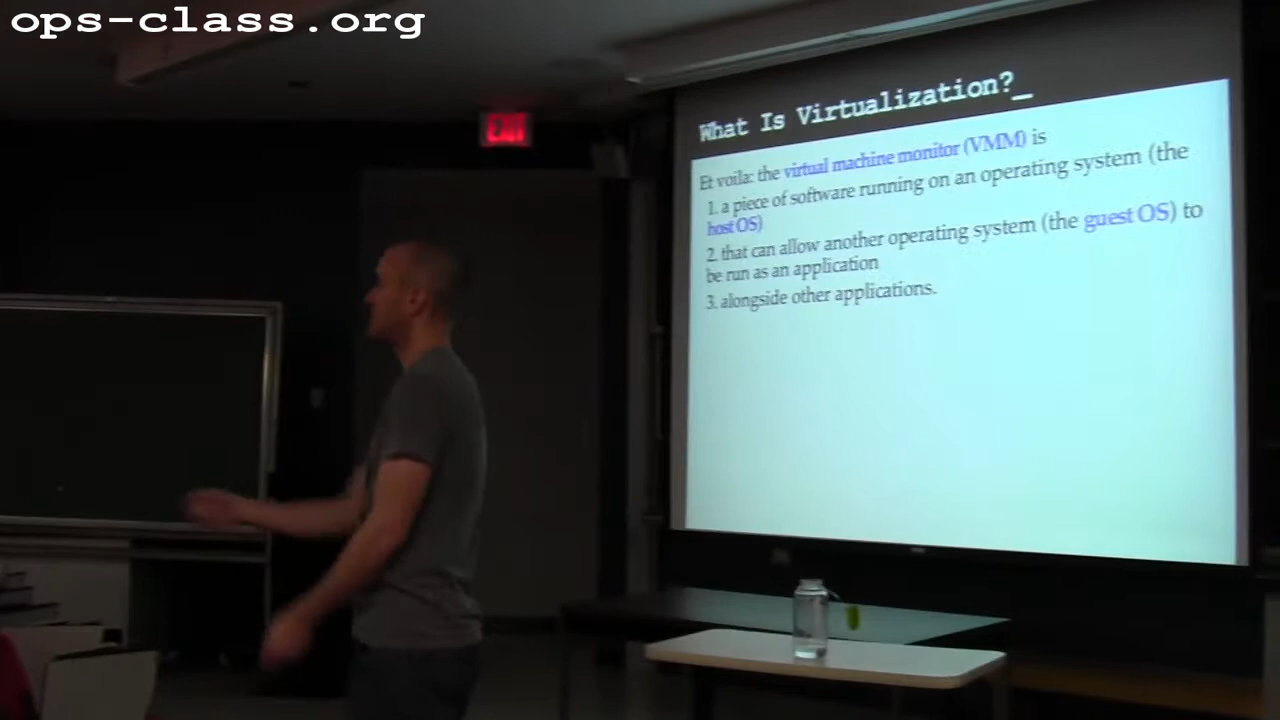 ops-class.org
Exit
What Is Virtualization?_
Et voila: the virtual machine monitor (VMM) is
1. a piece of software running on an operating system (the
host OS)
2. that can allow another operating system (the guest OS) to
be run as an application
3. alongside other applications.